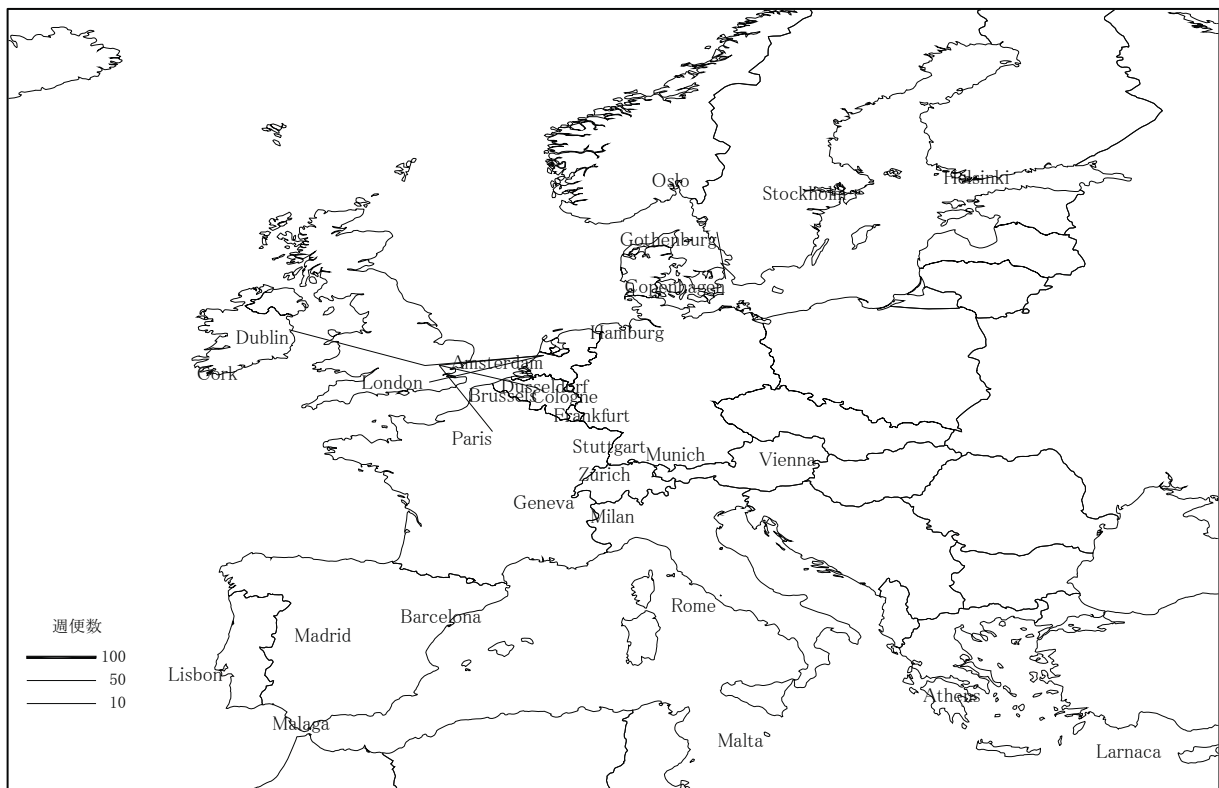 Oslo
Helsinki
Stockholm
Gothenburg
Copenhagen
Dublin
Hamburg
Amsterdam
Cork
London
Dusseldorf
Brussels
Cologne
Frankfurt
Paris
Stuttgart
Munich
Vienna
Zurich
Geneva
Milan
Rome
Barcelona
週便数
Madrid
100
Lisbon
50
Athens
10
Malaga
Malta
Larnaca